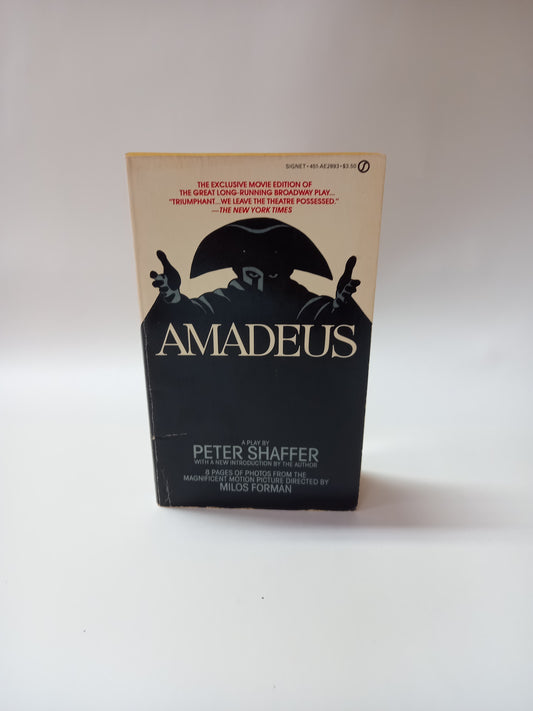 SIGNET • 451-AE2893 • $3.50
THE EXCLUSIVE MOVIE EDITION OF
THE GREAT LONG-RUNNING BROADWAY PLAY...
"TRIUMPHANT...WE LEAVE THE THEATRE POSSESSED."
—THE NEW YORK TIMES
AMADEUS
A PLAY BY
PETER SHAFFER
WITH A NEW INTRODUCTION BY THE AUTHOR
8 PAGES OF PHOTOS FROM THE
MAGNIFICENT MOTION PICTURE DIRECTED BY
MILOS FORMAN